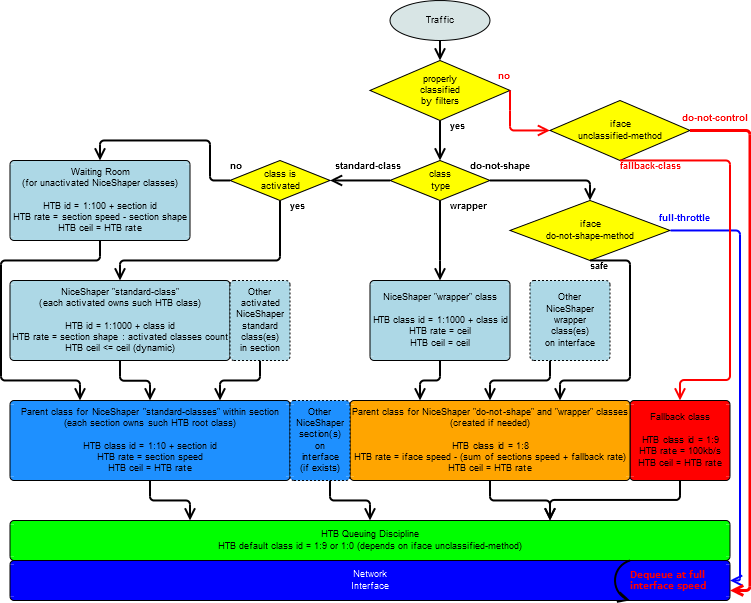 Traffic
properly
classified
by filters
no
yes
iface
unclassified-method
do-not-control
fallback-class
Waiting Room
(for unactivated NiceShaper classes)
HTB id = 1:100 + section id
HTB rate = section speed - section shape
HTB ceil = HTB rate
no
class is
activated
yes
standard-class
class
type
do-not-shape
wrapper
iface
do-not-shape-method
full-throttle
safe
NiceShaper "standard-class"
(each activated owns such HTB class)
HTB id = 1:1000 + class id
HTB rate = section shape : activated classes count
HTB ceil <= ceil (dynamic)
Other
activated
NiceShaper
standard
class(es)
in section
NiceShaper "wrapper" class
HTB class id = 1:1000 + class id
HTB rate = ceil
HTB ceil = ceil
Other
NiceShaper
wrapper
class(es)
on interface
Parent class for NiceShaper "standard-classes" within section
(each section owns such HTB root class)
HTB class id = 1:10 + section id
HTB rate = section speed
HTB ceil = HTB rate
Other
NiceShaper
section(s)
on
interface
(if exists)
Parent class for NiceShaper "do-not-shape" and "wrapper" classes
(created if needed)
HTB class id = 1:8
HTB rate = iface speed - (sum of sections speed + fallback rate)
HTB ceil = HTB rate
Fallback class
HTB class id = 1:9
HTB rate = 100kb/s
HTB ceil = HTB rate
HTB Queuing Discipline
HTB default class id = 1:9 or 1:0 (depends on iface unclassified-method)
Network
Interface
Dequeue at full
interface speed